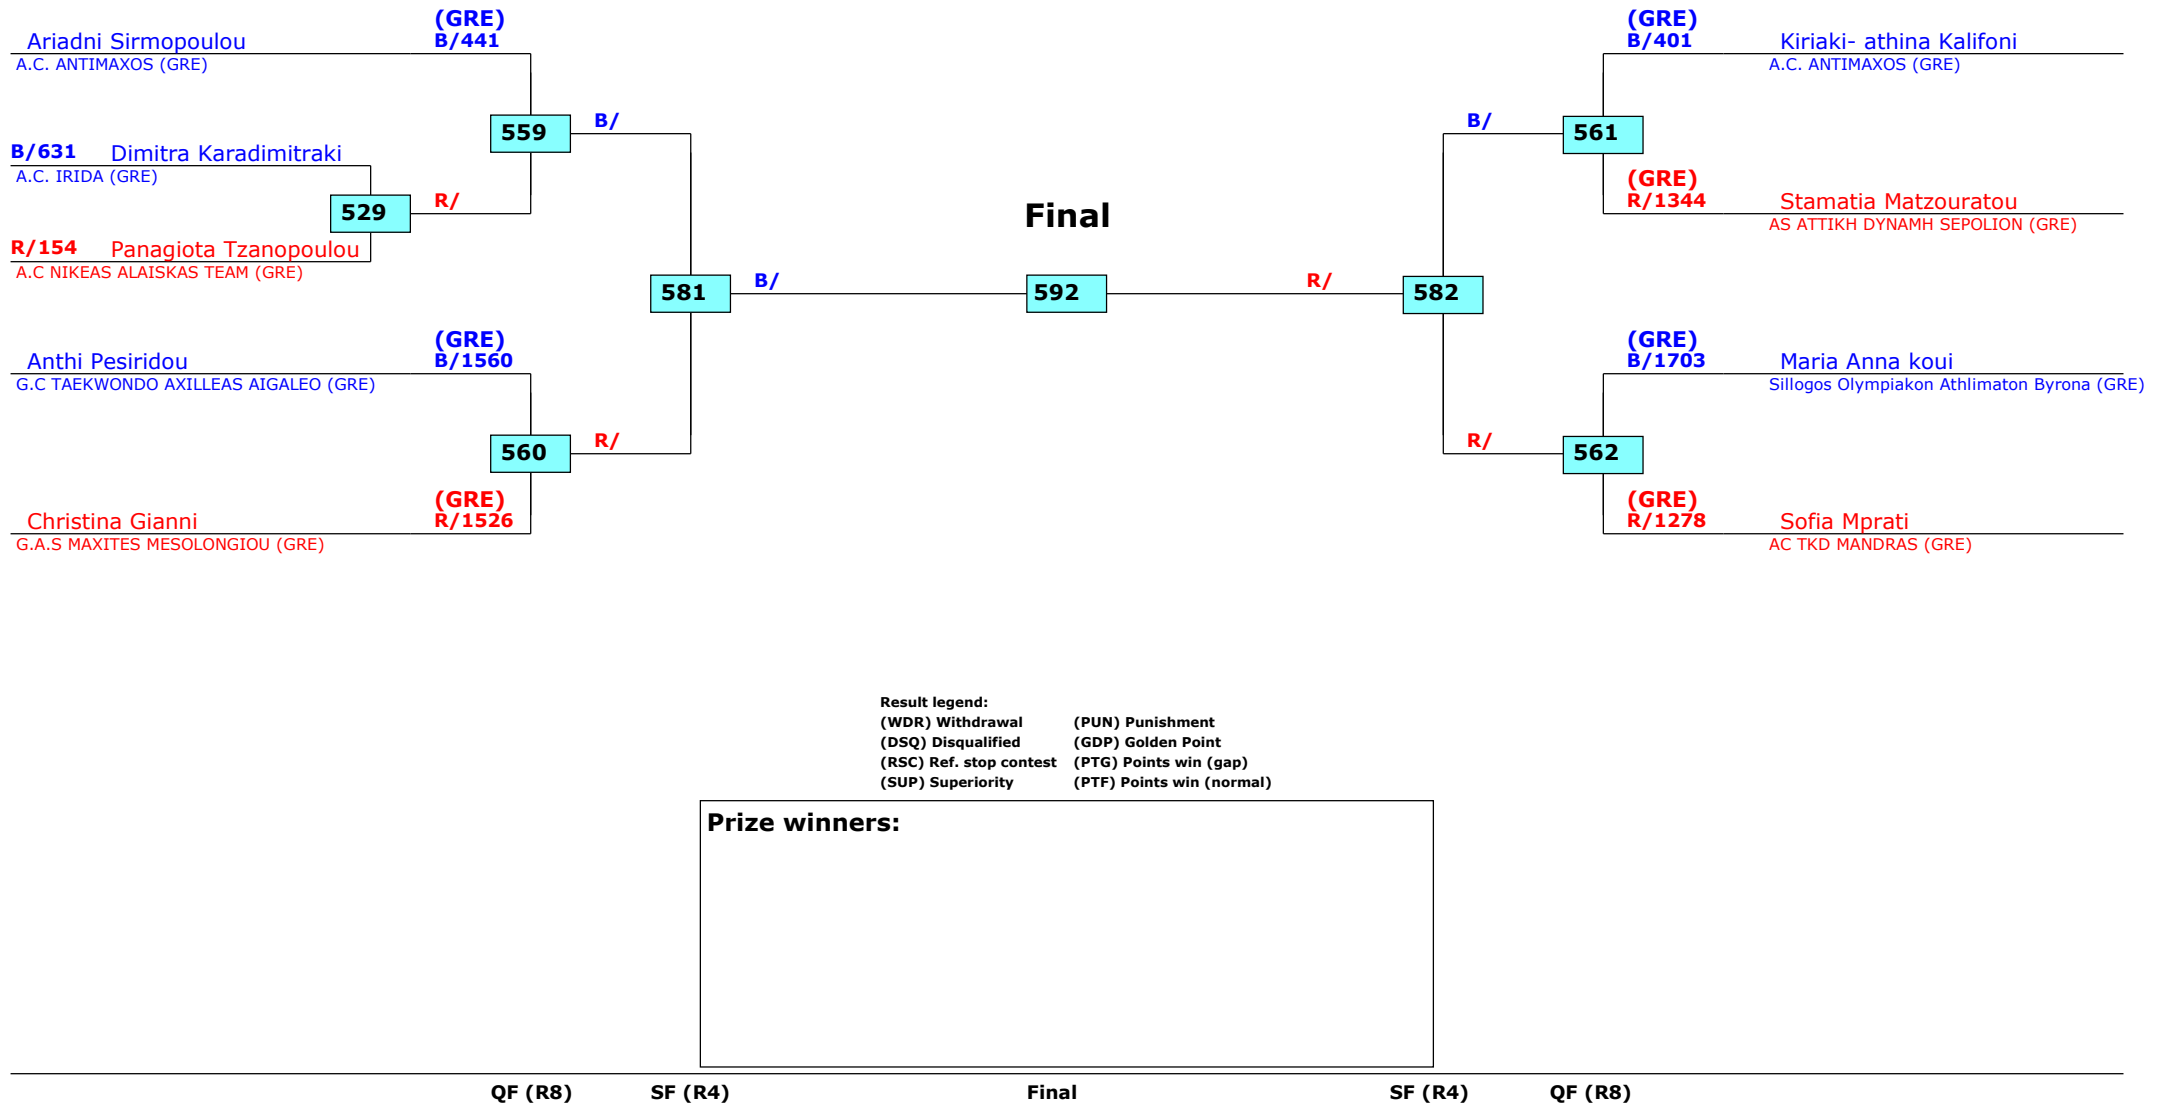 (GRE)
Ariadni Sirmopoulou B/441
A.C. ANTIMAXOS (GRE)
559 B/
B/631 Dimitra Karadimitraki
A.C. IRIDA (GRE)
529 R/
R/154 Panagiota Tzanopoulou
A.C NIKEAS ALAISKAS TEAM (GRE)
581 B/
(GRE)
Anthi Pesiridou B/1560
G.C TAEKWONDO AXILLEAS AIGALEO (GRE)
560 R/
(GRE)
Christina Gianni R/1526
G.A.S MAXITES MESOLONGIOU (GRE)
Final
592
(GRE)
B/401 Kiriaki- athina Kalifoni
A.C. ANTIMAXOS (GRE)
B/ 561
(GRE)
R/1344 Stamatia Matzouratou
AS ATTIKH DYNAMH SEPOLION (GRE)
R/ 582
(GRE)
B/1703 Maria Anna koui
Sillogos Olympiakon Athlimaton Byrona (GRE)
R/ 562
(GRE)
R/1278 Sofia Mprati
AC TKD MANDRAS (GRE)
Result legend:
(WDR) Withdrawal (PUN) Punishment
(DSQ) Disqualified (GDP) Golden Point
(RSC) Ref. stop contest (PTG) Points win (gap)
(SUP) Superiority (PTF) Points win (normal)
Prize winners:
QF (R8) SF (R4) Final SF (R4) QF (R8)